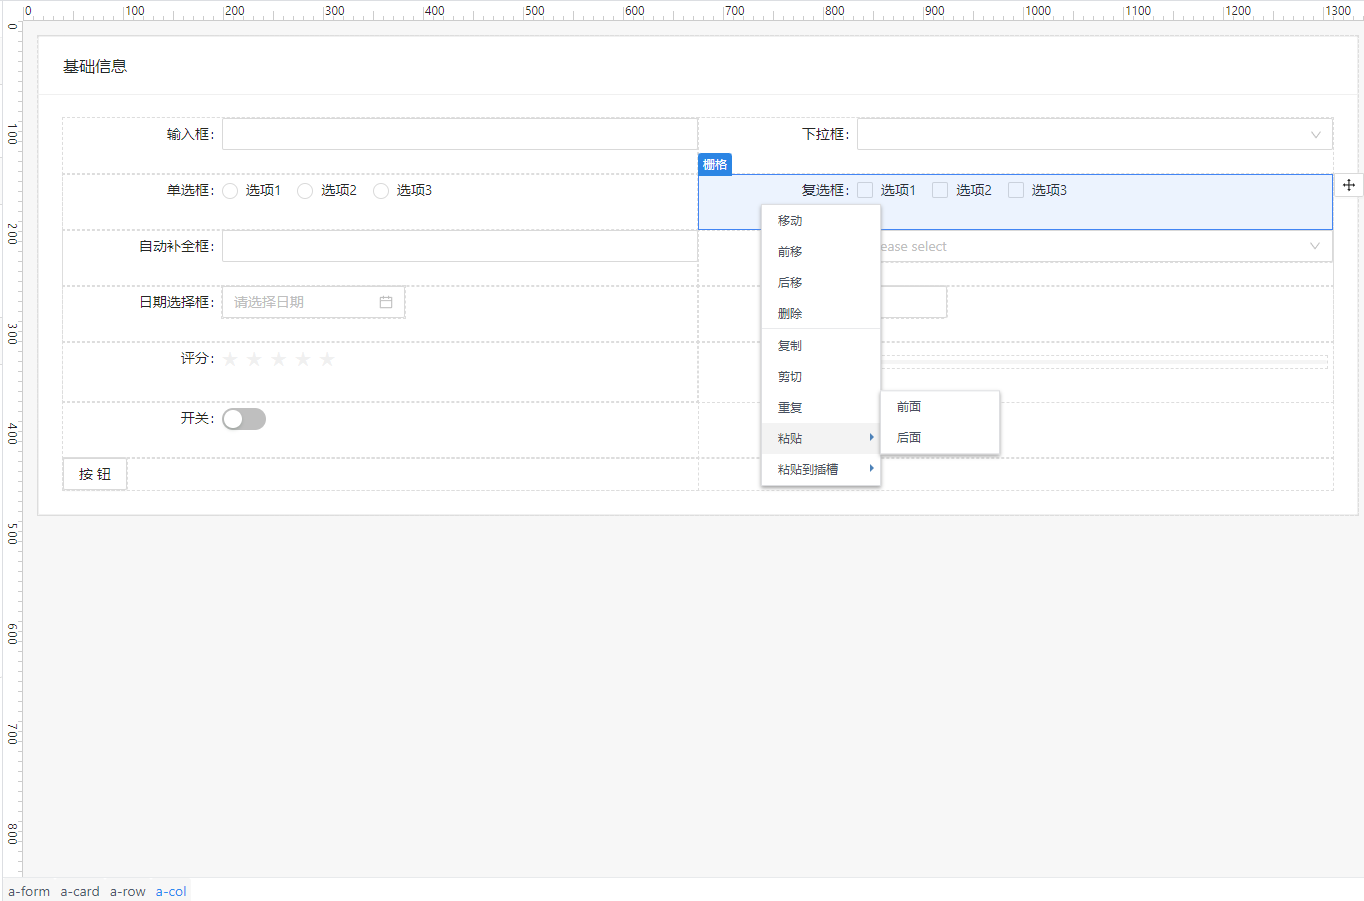 0 100 200 300 400 500 600 700 800 900 1000 1100 1200 1300
0
100
200
300
400
500
600
700
800
基础信息
输入框：
下拉框：
栅格
单选框： 选项1 选项2 选项3
复选框： 选项1 选项2 选项3
自动补全框：
ease select
日期选择框： 请选择日期
评分：
开关：
按 钮
移动
前移
后移
删除
复制
剪切
重复
粘贴
粘贴到插槽
前面
后面
a-form a-card a-row a-col